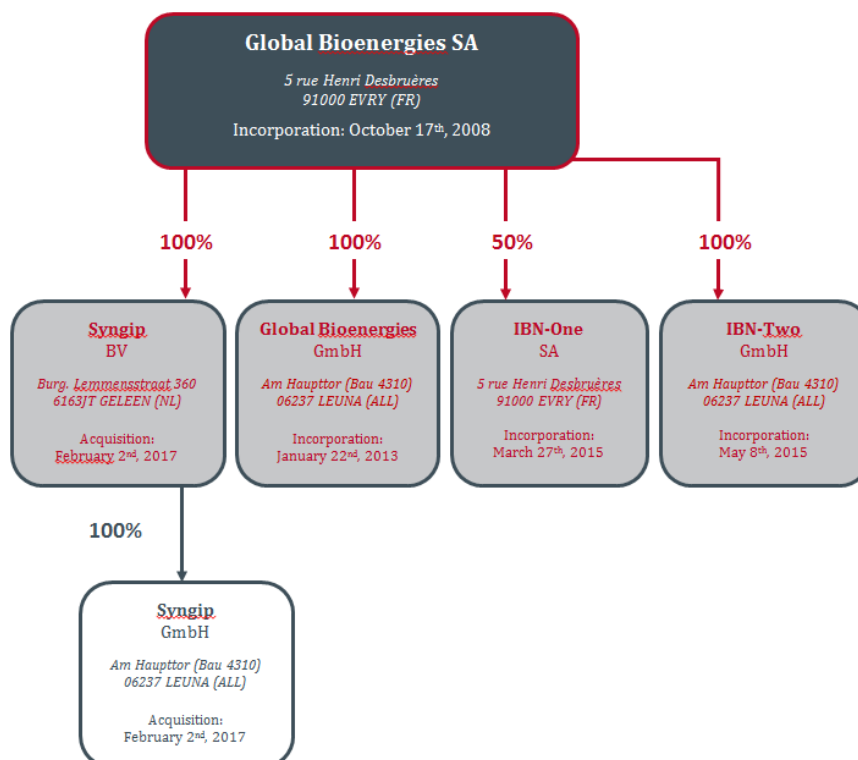 Global Bioenergies SA
5 rue Henri Desbruères
91000 EVRY (FR)
Incorporation: October 17th, 2008
100%
100%
50%
100%
Syngip
BV
Burg. Lemmensstraat 360
6163JT GELEEN (NL)
Acquisition:
February 2nd, 2017
Global Bioenergies
GmbH
Am Haupttor (Bau 4310)
06237 LEUNA (ALL)
Incorporation:
January 22nd, 2013
IBN-One
SA
5 rue Henri Desbruères
91000 EVRY (FR)
Incorporation:
March 27th, 2015
IBN-Two
GmbH
Am Haupttor (Bau 4310)
06237 LEUNA (ALL)
Incorporation:
May 8th, 2015
100%
Syngip
GmbH
Am Haupttor (Bau 4310)
06237 LEUNA (ALL)
Acquisition:
February 2nd, 2017